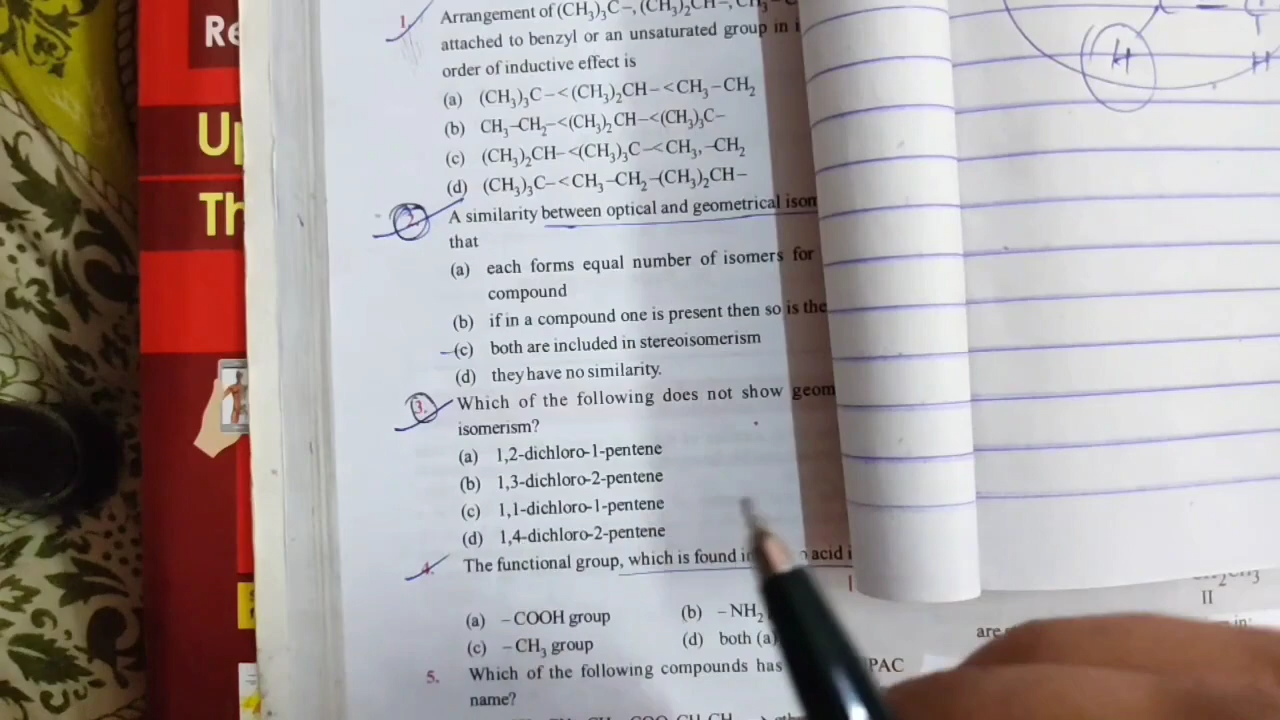 Re
Up
Th
1. Arrangement of (CH₃)₃C–, (CH₃)₂CH–, CH₃–
attached to benzyl or an unsaturated group in
order of inductive effect is
(a) (CH₃)₃C–<(CH₃)₂CH–<CH₃–CH₂
(b) CH₃–CH₂–<(CH₃)₂CH–<(CH₃)₃C–
(c) (CH₃)₂CH–<(CH₃)₃C–<CH₃,–CH₂
(d) (CH₃)₃C–<CH₃–CH₂–(CH₃)₂CH–
2. A similarity between optical and geometrical isom
that
(a) each forms equal number of isomers for
compound
(b) if in a compound one is present then so is the
(c) both are included in stereoisomerism
(d) they have no similarity.
3. Which of the following does not show geom
isomerism?
(a) 1,2-dichloro-1-pentene
(b) 1,3-dichloro-2-pentene
(c) 1,1-dichloro-1-pentene
(d) 1,4-dichloro-2-pentene
4. The functional group, which is found in acid i
(a) –COOH group (b) –NH₂
(c) –CH₃ group (d) both (a)
5. Which of the following compounds has PAC
name?
H
II
are
in: